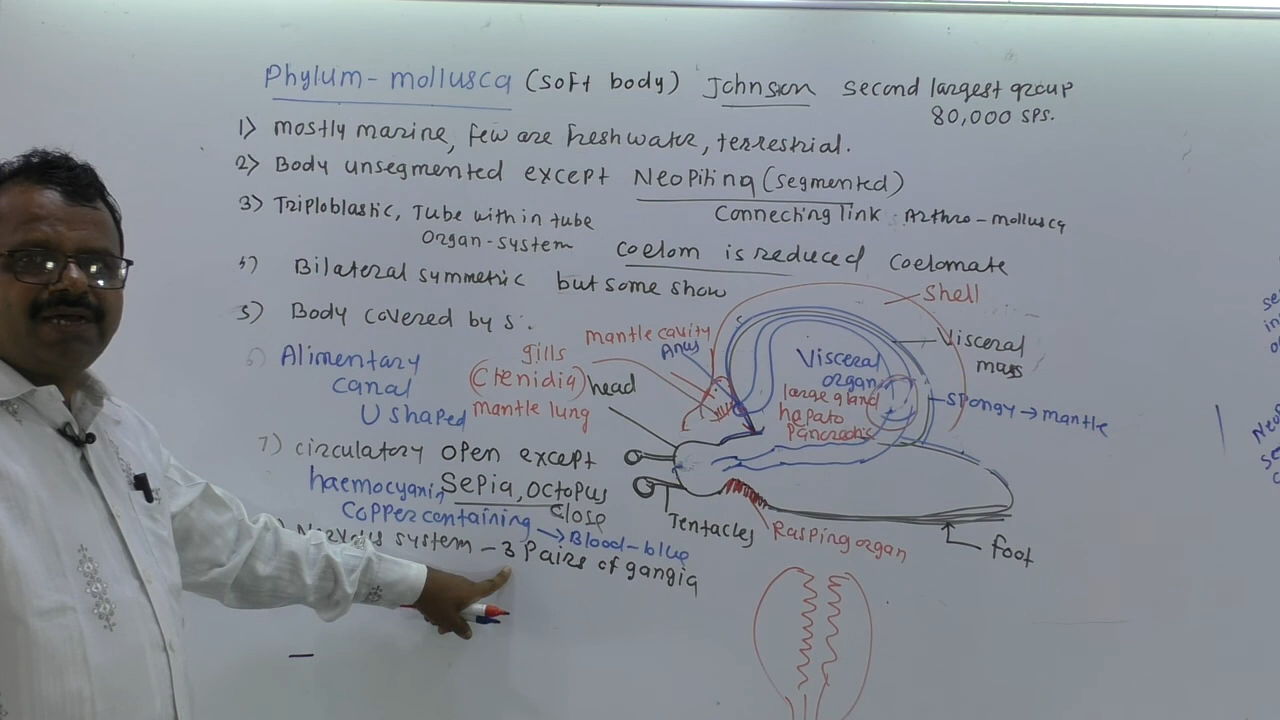 Phylum-mollusca (soft body) Johnsion second largest group
80,000 sps.
1) mostly marine, few are freshwater, terrestrial.
2) Body unsegmented except Neopiling (segmented)
Connecting link : Arthro-mollusca
3) Triploblastic, Tube within tube
Organ-system coelom is reduced coelomate
4) Bilateral symmetric but some show
5) Body covered by s
6) Alimentary
canal
U shaped
7) circulatory open except
haemocyanin Sepia, octopus
close
Copper containing → Blood-blue
Nervous system - 3 Pairs of gangia
shell
mantle cavity
Anus
gills
(Ctenidia)
mantle lung
head
Visceral
organ
large gland
hapato
Pancreatic
Visceral
mass
spongy → mantle
Tentacles
Rasping organ
foot